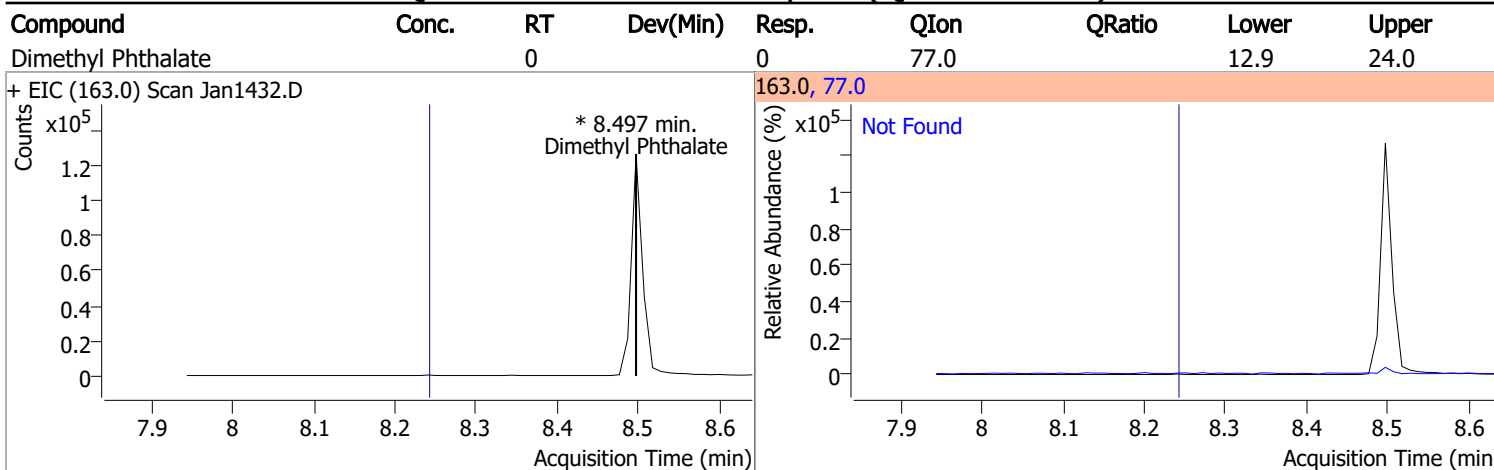 Compound Conc. RT Dev(Min) Resp. QIon QRatio Lower Upper
Dimethyl Phthalate 0 0 77.0 12.9 24.0
+ EIC (163.0) Scan Jan1432.D
Counts
x10⁵
* 8.497 min.
Dimethyl Phthalate
1.2
1
0.8
0.6
0.4
0.2
0
7.9 8 8.1 8.2 8.3 8.4 8.5 8.6
Acquisition Time (min)
163.0, 77.0
Relative Abundance (%)
x10⁵
Not Found
1
0.8
0.6
0.4
0.2
0
7.9 8 8.1 8.2 8.3 8.4 8.5 8.6
Acquisition Time (min